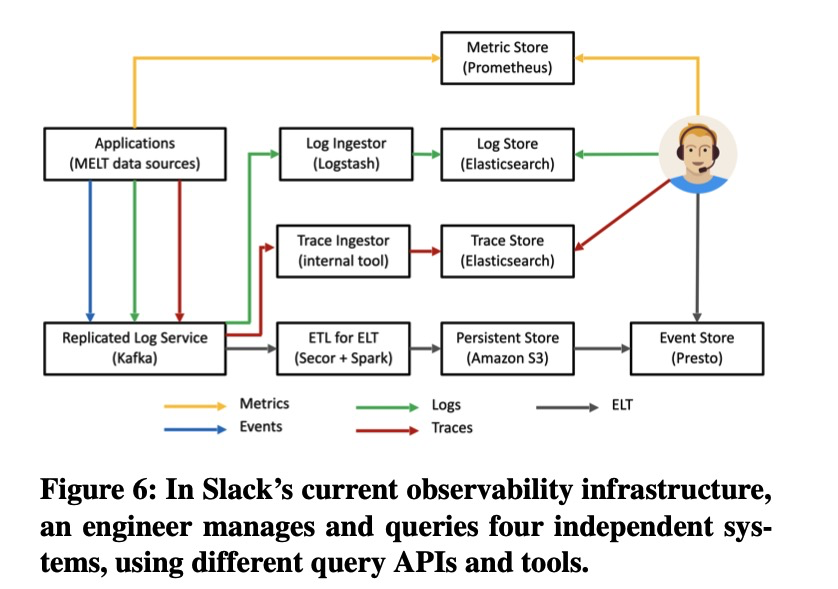 Metric Store
(Prometheus)
Applications
(MELT data sources)
Log Ingestor
(Logstash)
Log Store
(Elasticsearch)
Trace Ingestor
(internal tool)
Trace Store
(Elasticsearch)
Replicated Log Service
(Kafka)
ETL for ELT
(Secor + Spark)
Persistent Store
(Amazon S3)
Event Store
(Presto)
Metrics
Logs
ELT
Events
Traces
Figure 6: In Slack’s current observability infrastructure,
an engineer manages and queries four independent sys-
tems, using different query APIs and tools.